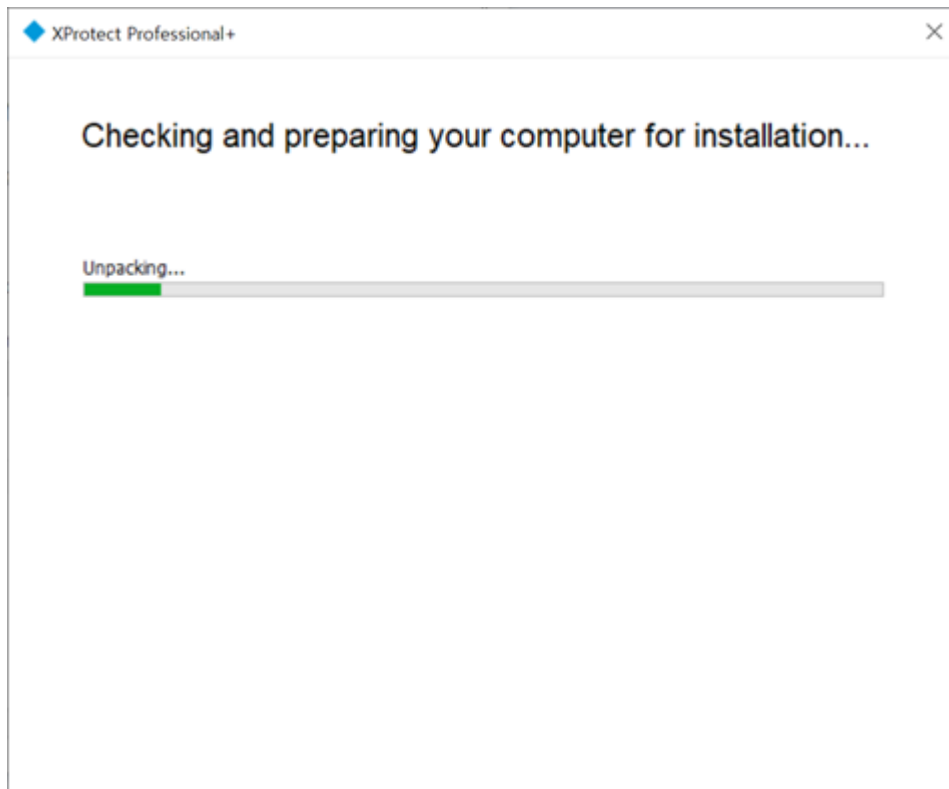 XProtect Professional+
Checking and preparing your computer for installation...
Unpacking...